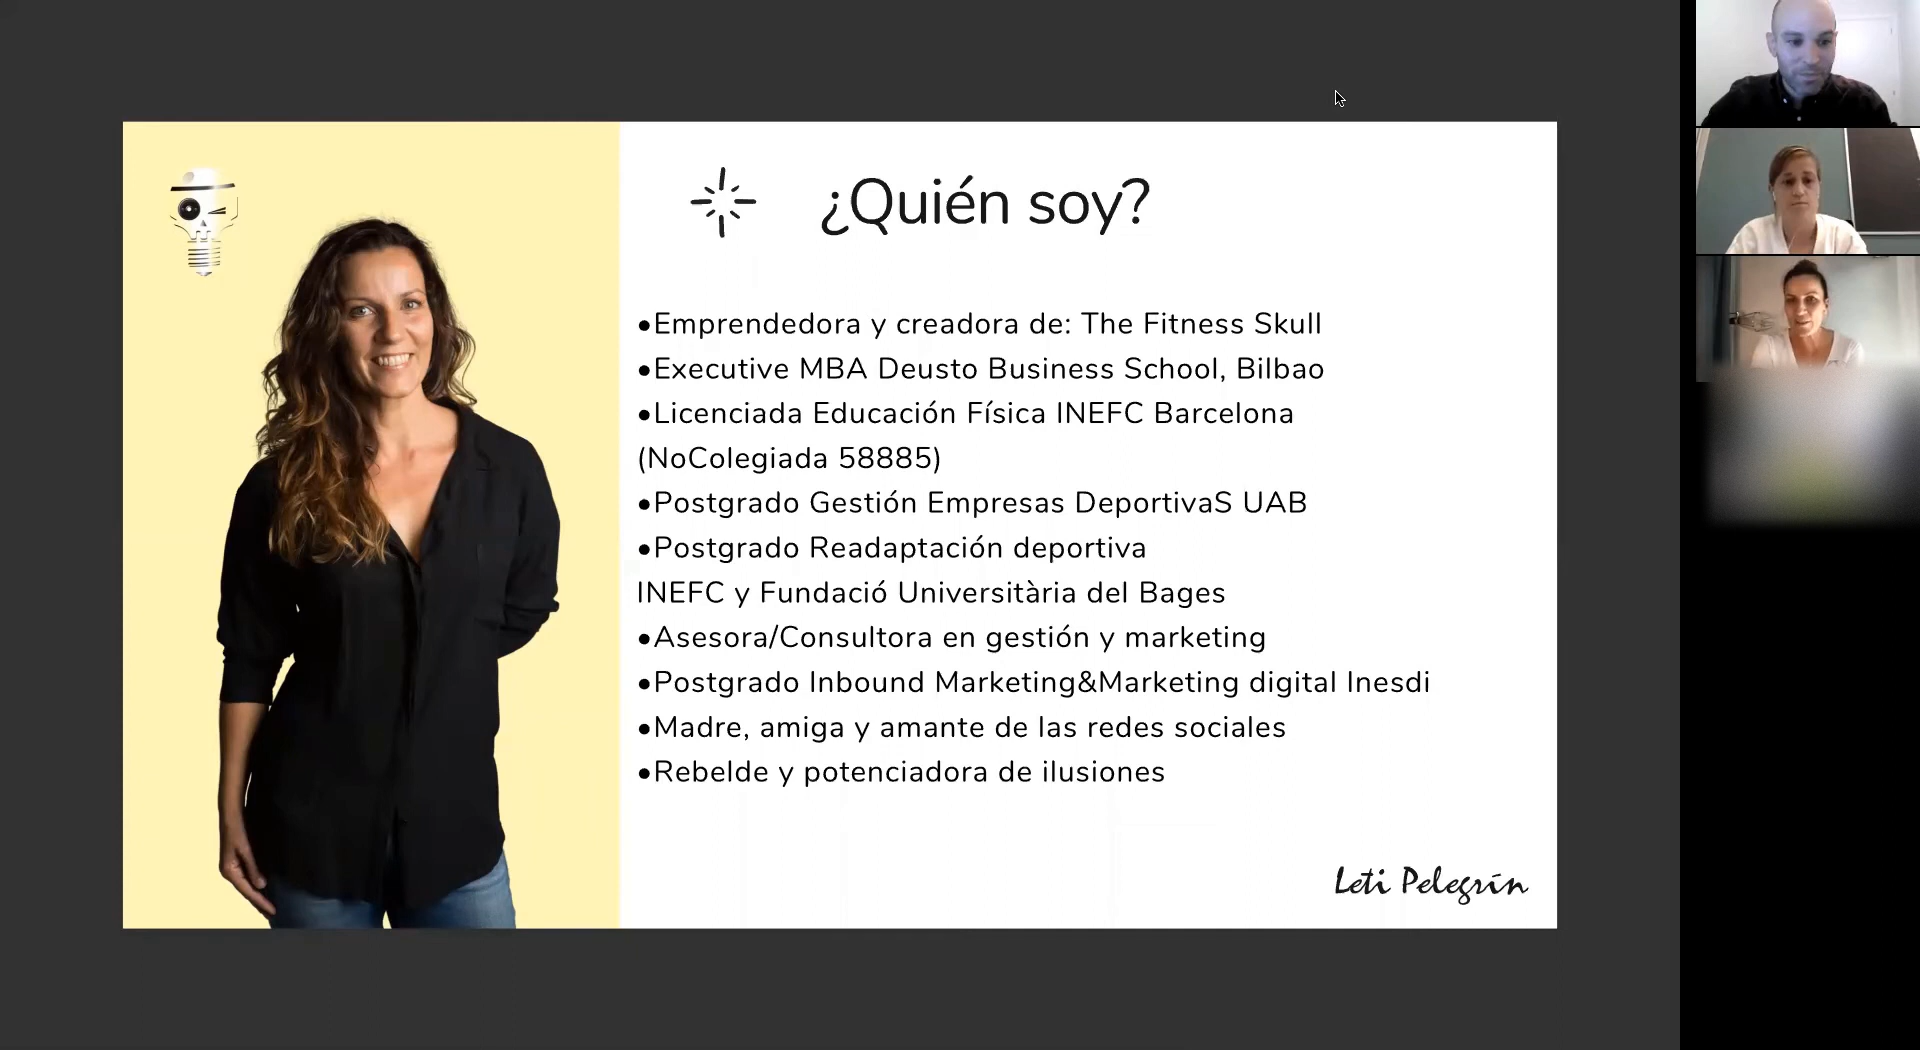 ¿Quién soy?
•Emprendedora y creadora de: The Fitness Skull
•Executive MBA Deusto Business School, Bilbao
•Licenciada Educación Física INEFC Barcelona
(NoColegiada 58885)
•Postgrado Gestión Empresas DeportivaS UAB
•Postgrado Readaptación deportiva
INEFC y Fundació Universitària del Bages
•Asesora/Consultora en gestión y marketing
•Postgrado Inbound Marketing&Marketing digital Inesdi
•Madre, amiga y amante de las redes sociales
•Rebelde y potenciadora de ilusiones
Leti Pelegrín